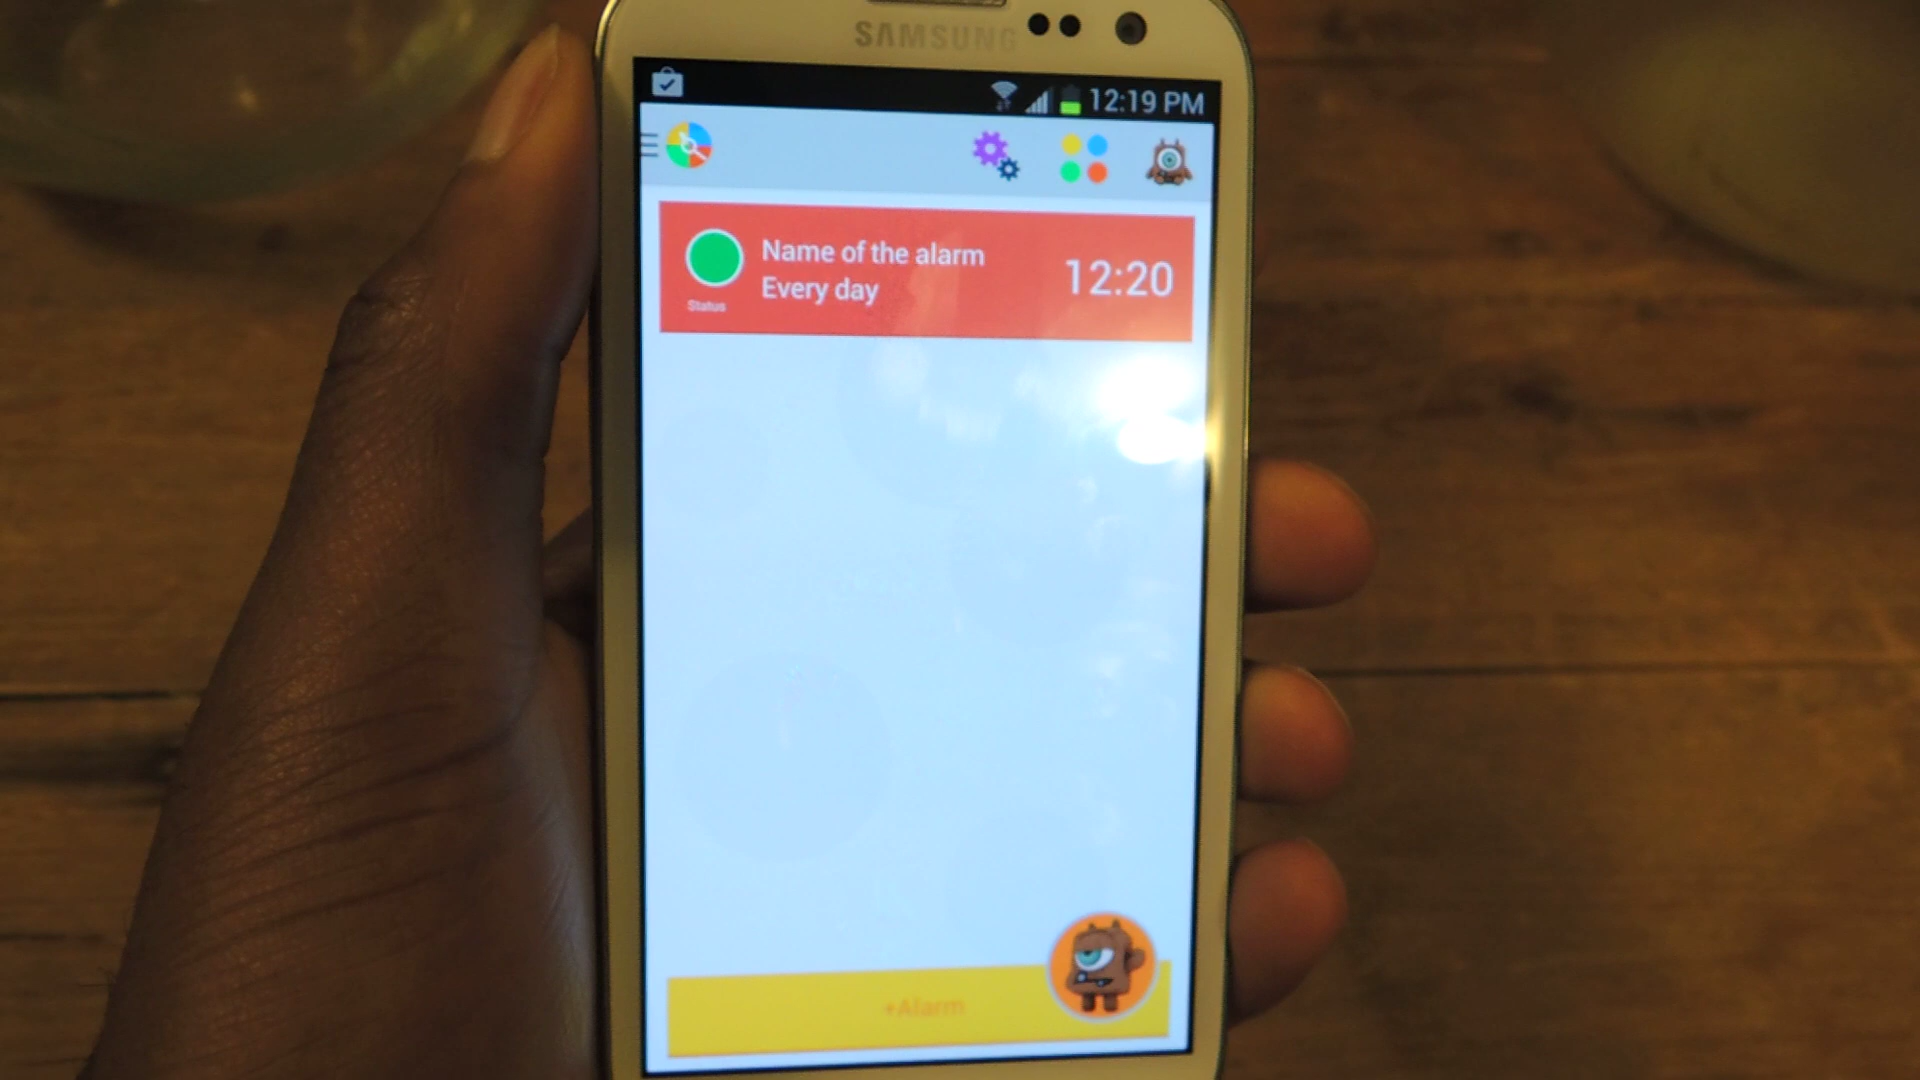 SAMSUNG
12:19 PM
Name of the alarm
Every day
12:20
Status
+Alarm